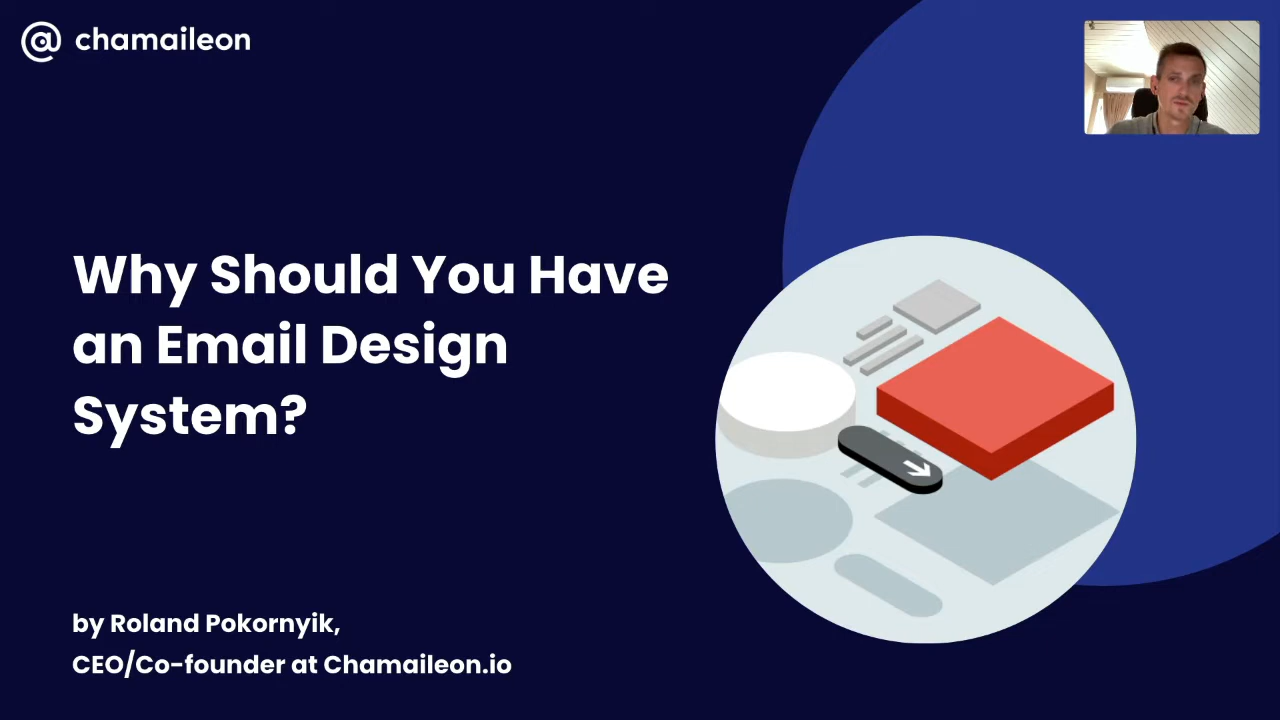 @ chamaileon
Why Should You Have
an Email Design
System?
by Roland Pokornyik,
CEO/Co-founder at Chamaileon.io